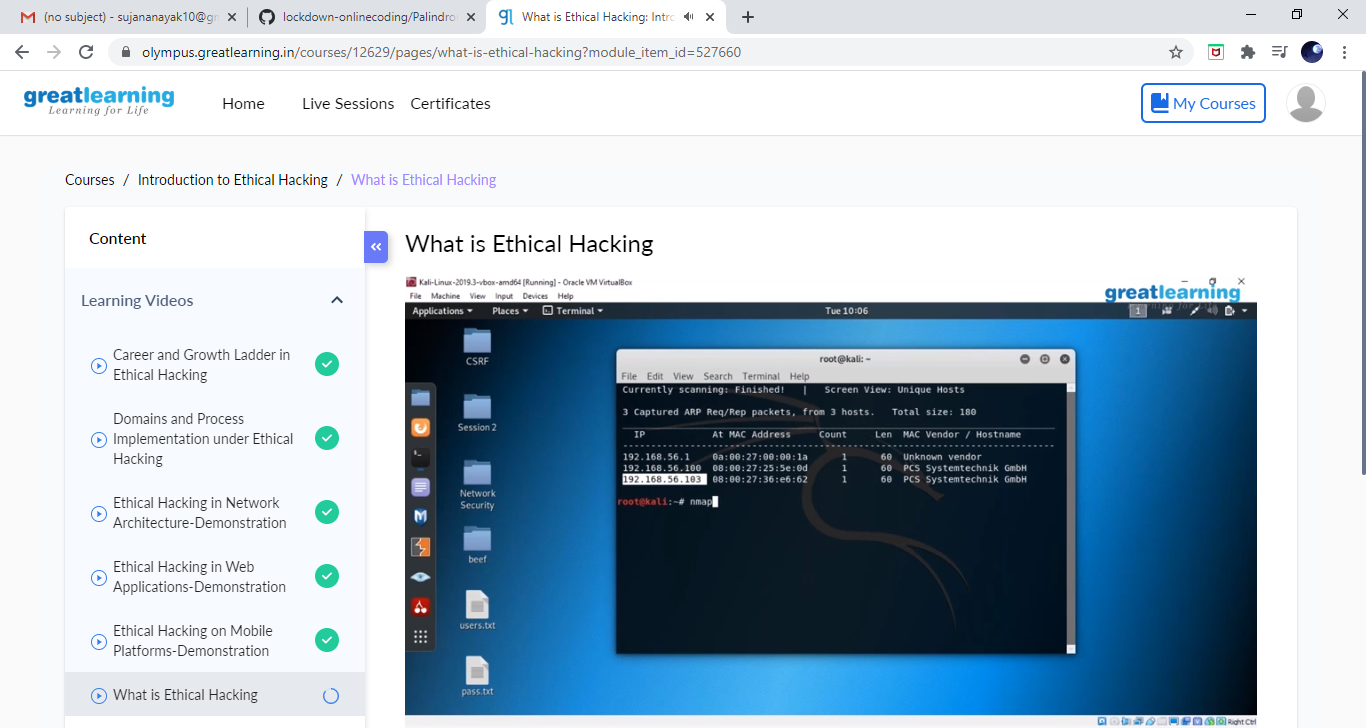 (no subject) - sujananayak10@gr
lockdown-onlinecoding/Palindro
What is Ethical Hacking: Intro
olympus.greatlearning.in/courses/12629/pages/what-is-ethical-hacking?module_item_id=527660
greatlearning
Learning for Life
Home
Live Sessions
Certificates
My Courses
Courses / Introduction to Ethical Hacking / What is Ethical Hacking
Content
Learning Videos
Career and Growth Ladder in
Ethical Hacking
Domains and Process
Implementation under Ethical
Hacking
Ethical Hacking in Network
Architecture-Demonstration
Ethical Hacking in Web
Applications-Demonstration
Ethical Hacking on Mobile
Platforms-Demonstration
What is Ethical Hacking
What is Ethical Hacking
Kali-Linux-2019.3-vbox-amd64 [Running] - Oracle VM VirtualBox
File Machine View Input Devices Help
greatlearning
Applications Places Terminal
Tue 10:06
1
CSRF
Session 2
Network
Security
beef
users.txt
pass.txt
root@kali: ~
File Edit View Search Terminal Help
Currently scanning: Finished! | Screen View: Unique Hosts
3 Captured ARP Req/Rep packets, from 3 hosts. Total size: 180
IP At MAC Address Count Len MAC Vendor / Hostname
192.168.56.1 0a:00:27:00:00:1a 1 60 Unknown vendor
192.168.56.100 08:00:27:25:5e:0d 1 60 PCS Systemtechnik GmbH
192.168.56.103 08:00:27:36:e6:62 1 60 PCS Systemtechnik GmbH
root@kali:~# nmap
Right Ctrl